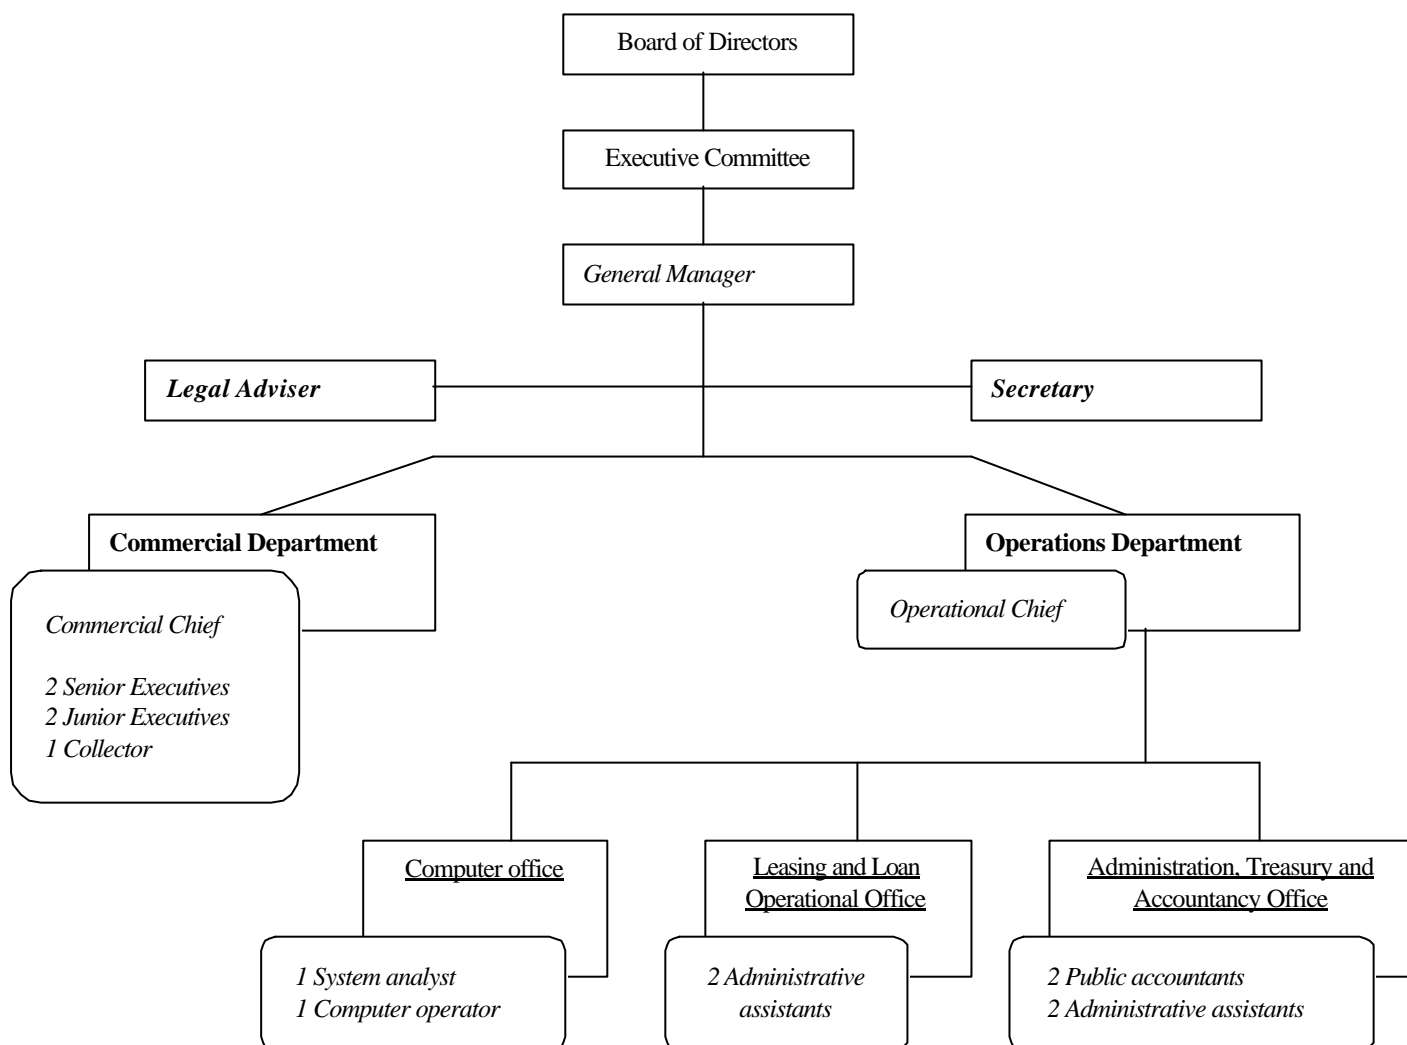 Board of Directors
Executive Committee
General Manager
Legal Adviser
Secretary
Commercial Department
Commercial Chief
2 Senior Executives
2 Junior Executives
1 Collector
Operations Department
Operational Chief
Computer office
1 System analyst
1 Computer operator
Leasing and Loan
Operational Office
2 Administrative
assistants
Administration, Treasury and
Accountancy Office
2 Public accountants
2 Administrative assistants